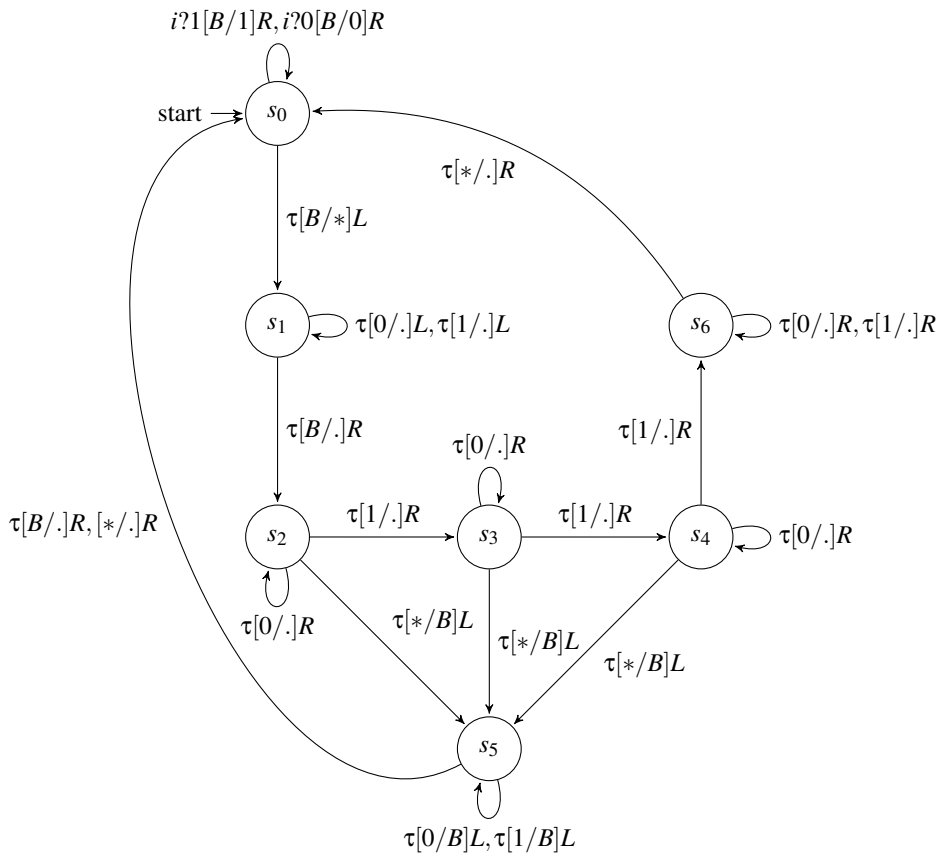 i?1[B/1]R, i?0[B/0]R
start
s₀
τ[∗/.]R
τ[B/∗]L
s₁
τ[0/.]L, τ[1/.]L
s₆
τ[0/.]R, τ[1/.]R
τ[B/.]R
τ[1/.]R
τ[0/.]R
τ[B/.]R, [∗/.]R
s₂
τ[1/.]R
s₃
τ[1/.]R
s₄
τ[0/.]R
τ[0/.]R
τ[∗/B]L
τ[∗/B]L
τ[∗/B]L
s₅
τ[0/B]L, τ[1/B]L